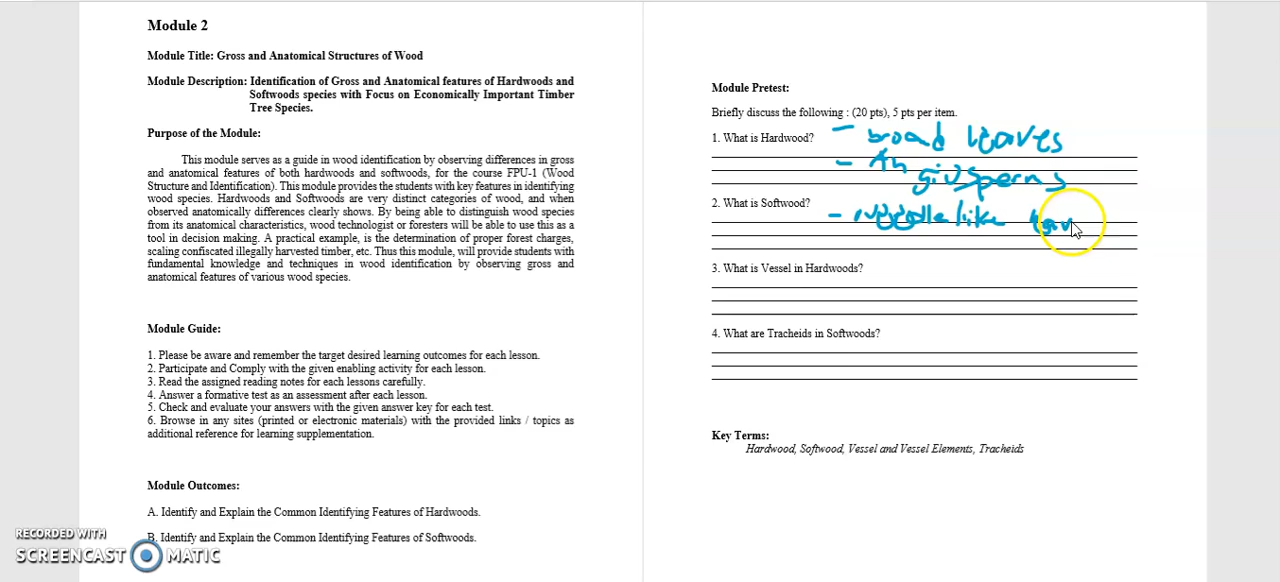 Module 2
Module Title: Gross and Anatomical Structures of Wood
Module Description: Identification of Gross and Anatomical features of Hardwoods and
Softwoods species with Focus on Economically Important Timber
Tree Species.
Purpose of the Module:
This module serves as a guide in wood identification by observing differences in gross
and anatomical features of both hardwoods and softwoods, for the course FPU-1 (Wood
Structure and Identification). This module provides the students with key features in identifying
wood species. Hardwoods and Softwoods are very distinct categories of wood, and when
observed anatomically differences clearly shows. By being able to distinguish wood species
from its anatomical characteristics, wood technologist or foresters will be able to use this as a
tool in decision making. A practical example, is the determination of proper forest charges,
scaling confiscated illegally harvested timber, etc. Thus this module, will provide students with
fundamental knowledge and techniques in wood identification by observing gross and
anatomical features of various wood species.
Module Guide:
1. Please be aware and remember the target desired learning outcomes for each lesson.
2. Participate and Comply with the given enabling activity for each lesson.
3. Read the assigned reading notes for each lessons carefully.
4. Answer a formative test as an assessment after each lesson.
5. Check and evaluate your answers with the given answer key for each test.
6. Browse in any sites (printed or electronic materials) with the provided links / topics as
additional reference for learning supplementation.
Module Outcomes:
A. Identify and Explain the Common Identifying Features of Hardwoods.
B. Identify and Explain the Common Identifying Features of Softwoods.
RECORDED WITH
SCREENCAST MATIC
Module Pretest:
Briefly discuss the following : (20 pts), 5 pts per item.
1. What is Hardwood? - broad leaves
- An
giosperms
2. What is Softwood?
- needle like
3. What is Vessel in Hardwoods?
4. What are Tracheids in Softwoods?
Key Terms:
Hardwood, Softwood, Vessel and Vessel Elements, Tracheids